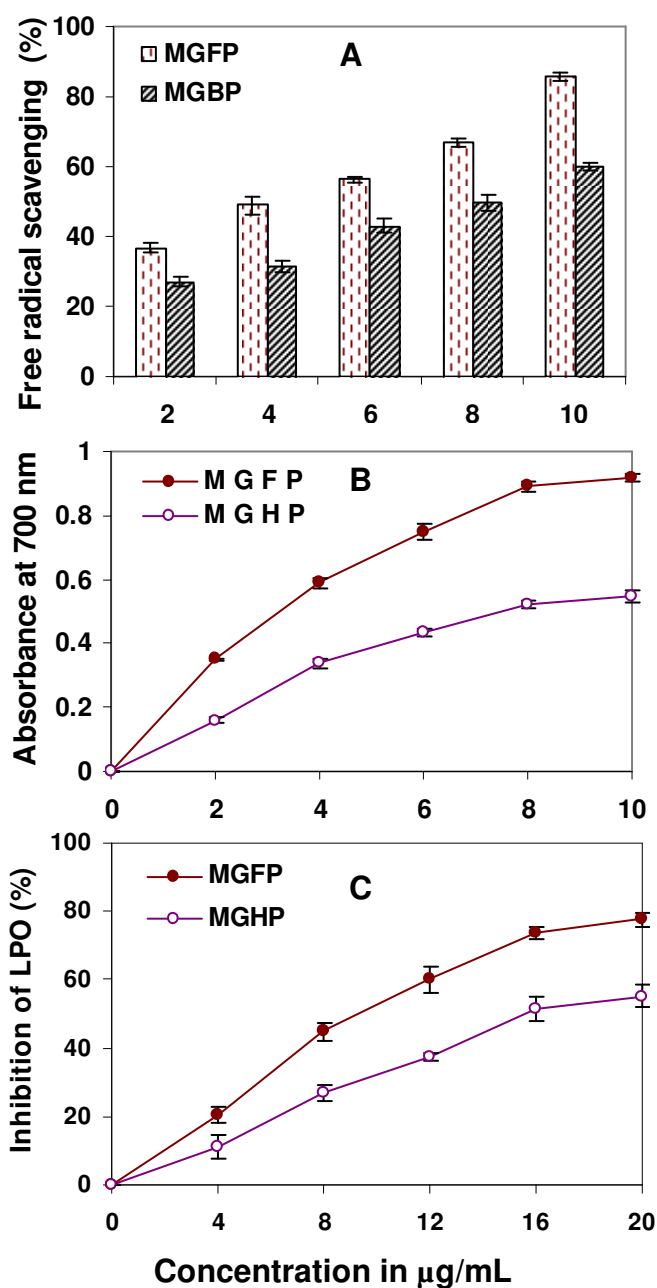 Free radical scavenging (%)
100
80
60
40
20
0
MGFP
MGBP
A
2 4 6 8 10
Absorbance at 700 nm
1
0.8
0.6
0.4
0.2
0
M G F P
M G H P
B
0 2 4 6 8 10
Inhibition of LPO (%)
100
80
60
40
20
0
MGFP
MGHP
C
0 4 8 12 16 20
Concentration in µg/mL